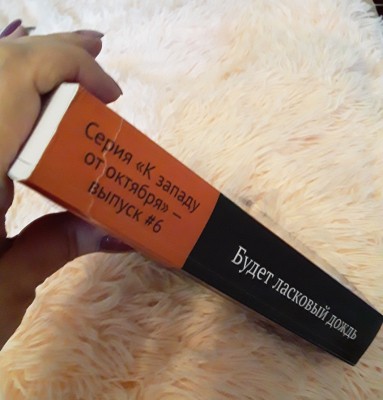 Серия «К западу
от октября» –
выпуск #6
Будет ласковый дождь